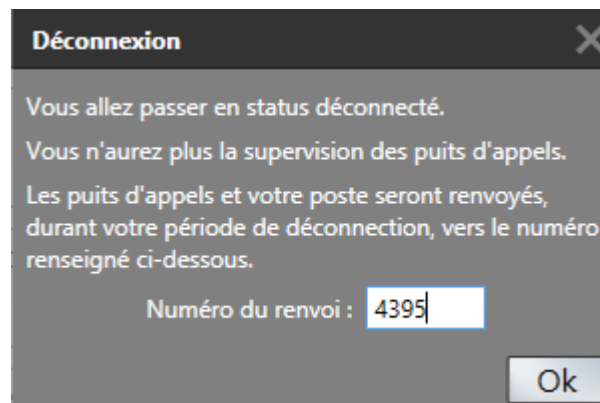 Déconnexion
Vous allez passer en status déconnecté.
Vous n'aurez plus la supervision des puits d'appels.
Les puits d'appels et votre poste seront renvoyés,
durant votre période de déconnection, vers le numéro
renseigné ci-dessous.
Numéro du renvoi : 4395
Ok